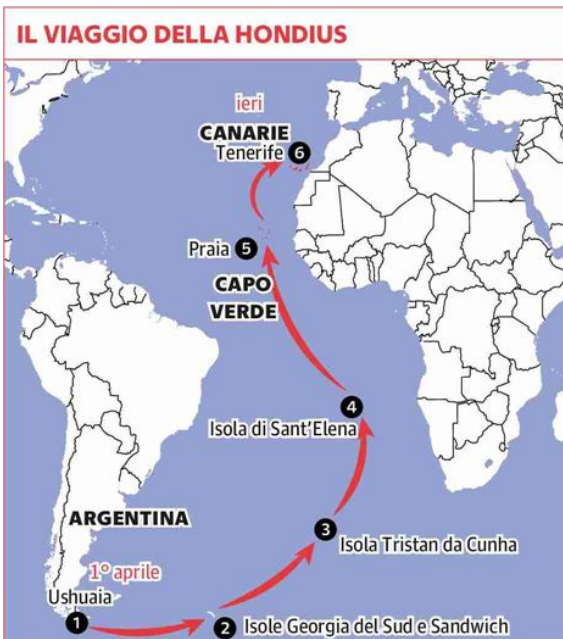 IL VIAGGIO DELLA HONDIUS
ieri
CANARIE
Tenerife 6
Praia 5
CAPO
VERDE
4
Isola di Sant'Elena
ARGENTINA
3
Isola Tristan da Cunha
1° aprile
Ushuaia
1
2 Isole Georgia del Sud e Sandwich